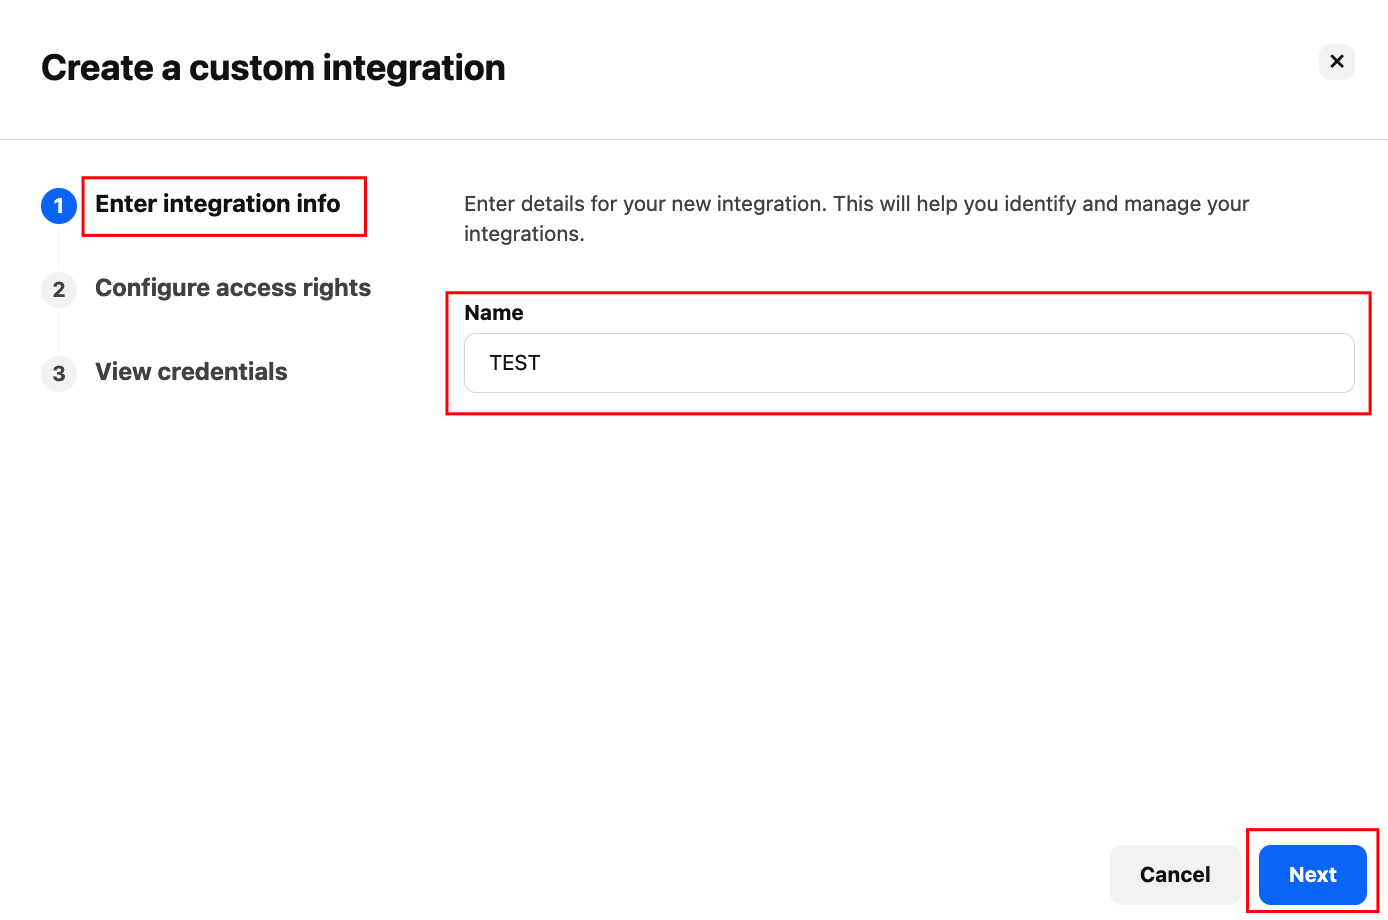 Create a custom integration
1 Enter integration info
2 Configure access rights
3 View credentials
Enter details for your new integration. This will help you identify and manage your
integrations.
Name
TEST
Cancel
Next